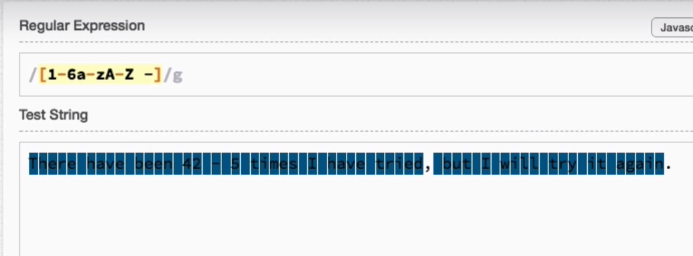 Regular Expression
Javasc
/[1-6a-zA-Z -]/g
Test String
There have been 42 - 5 times I have tried, but I will try it again.